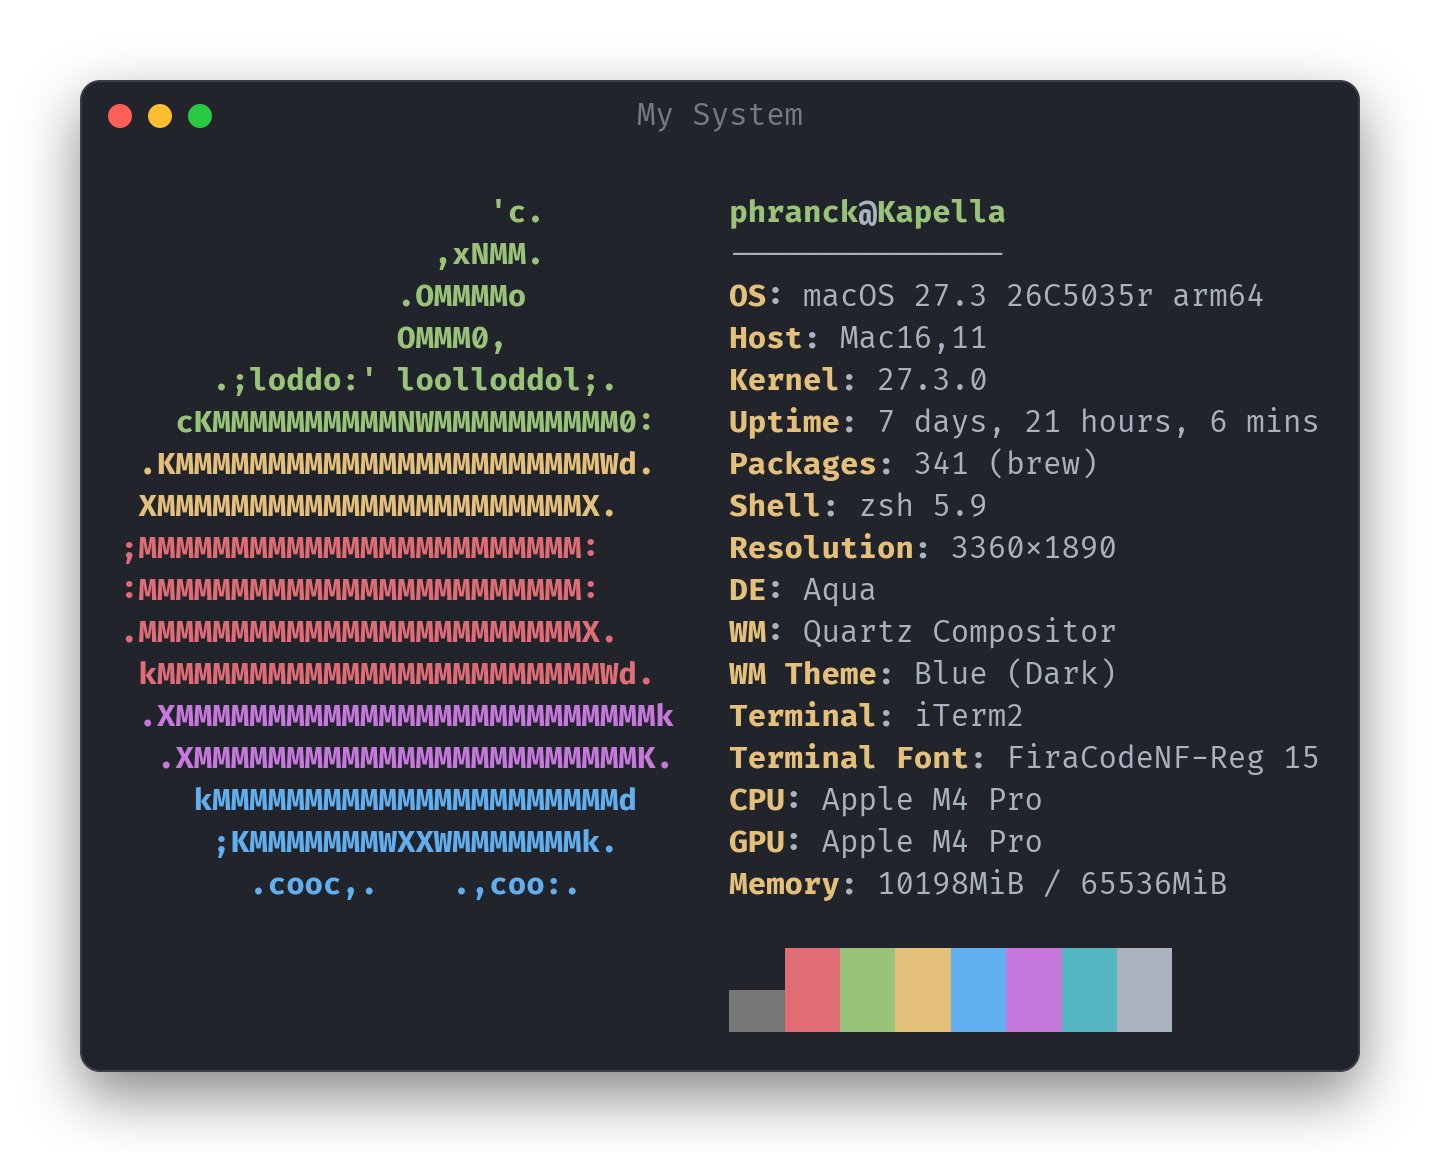 My System
'c.
,xNMM.
.OMMMMo
OMMM0,
.;loddo:' loolloddol;.
cKMMMMMMMMMMNWMMMMMMMMMM0:
.KMMMMMMMMMMMMMMMMMMMMMMMWd.
XMMMMMMMMMMMMMMMMMMMMMMMX.
;MMMMMMMMMMMMMMMMMMMMMMMM:
:MMMMMMMMMMMMMMMMMMMMMMMM:
.MMMMMMMMMMMMMMMMMMMMMMMMX.
kMMMMMMMMMMMMMMMMMMMMMMMMWd.
.XMMMMMMMMMMMMMMMMMMMMMMMMMMk
.XMMMMMMMMMMMMMMMMMMMMMMMMK.
kMMMMMMMMMMMMMMMMMMMMMMd
;KMMMMMMMWXXWMMMMMMMk.
.cooc,.    .,coo:.
phranck@Kapella
───────────────
OS: macOS 27.3 26C5035r arm64
Host: Mac16,11
Kernel: 27.3.0
Uptime: 7 days, 21 hours, 6 mins
Packages: 341 (brew)
Shell: zsh 5.9
Resolution: 3360×1890
DE: Aqua
WM: Quartz Compositor
WM Theme: Blue (Dark)
Terminal: iTerm2
Terminal Font: FiraCodeNF-Reg 15
CPU: Apple M4 Pro
GPU: Apple M4 Pro
Memory: 10198MiB / 65536MiB